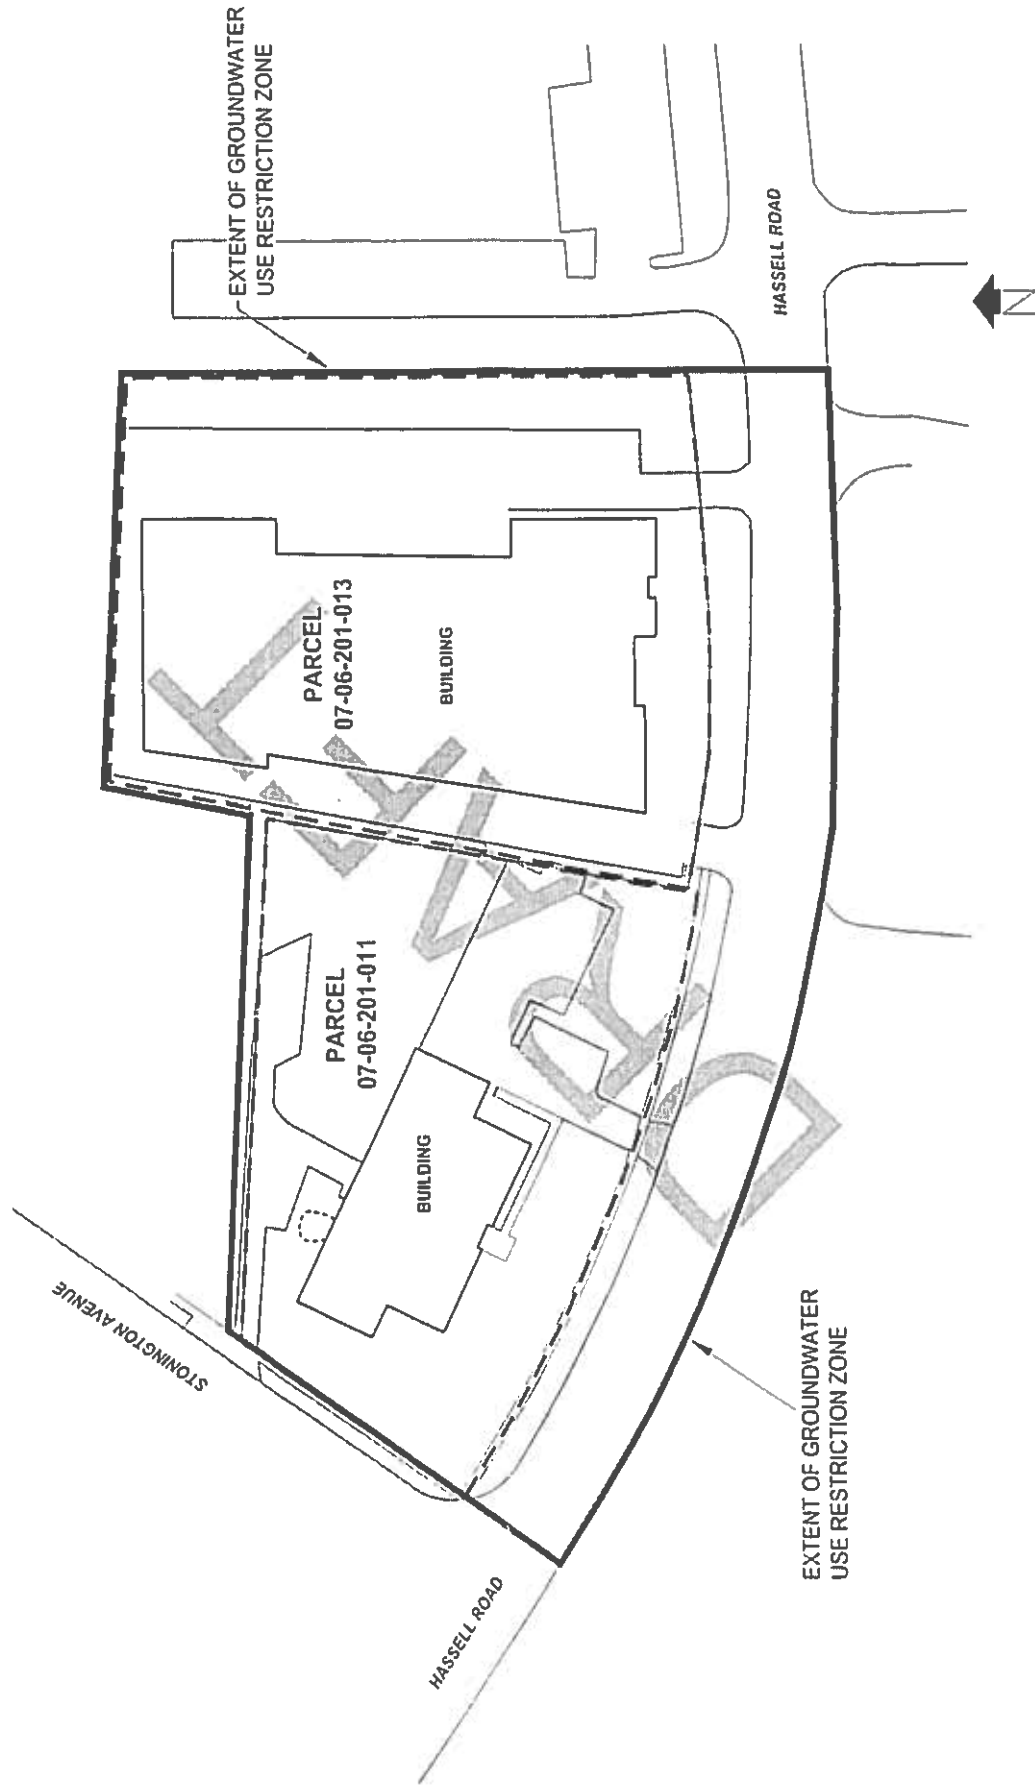 EXTENT OF GROUNDWATER
USE RESTRICTION ZONE
STONINGTON AVENUE
PARCEL
07-06-201-013
BUILDING
PARCEL
07-06-201-011
BUILDING
HASSELL ROAD
HASSELL ROAD
EXTENT OF GROUNDWATER
USE RESTRICTION ZONE
N
DRAFT